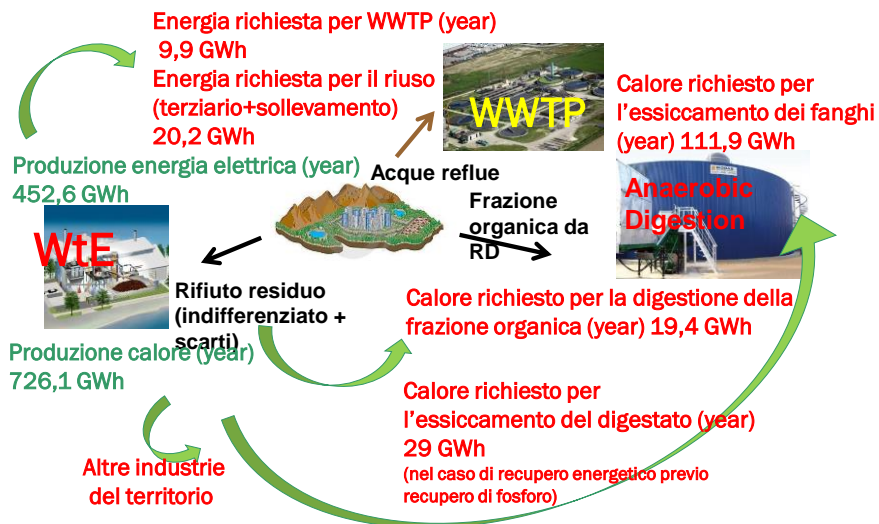 Energia richiesta per WWTP (year)
9,9 GWh
Energia richiesta per il riuso
(terziario+sollevamento)
20,2 GWh
WWTP
Calore richiesto per
l'essiccamento dei fanghi
(year) 111,9 GWh
Produzione energia elettrica (year)
452,6 GWh
Acque reflue
Frazione
organica da
RD
Anaerobic
Digestion
WtE
Rifiuto residuo
(indifferenziato +
scarti)
Calore richiesto per la digestione della
frazione organica (year) 19,4 GWh
Produzione calore (year)
726,1 GWh
Calore richiesto per
l'essiccamento del digestato (year)
29 GWh
(nel caso di recupero energetico previo
recupero di fosforo)
Altre industrie
del territorio